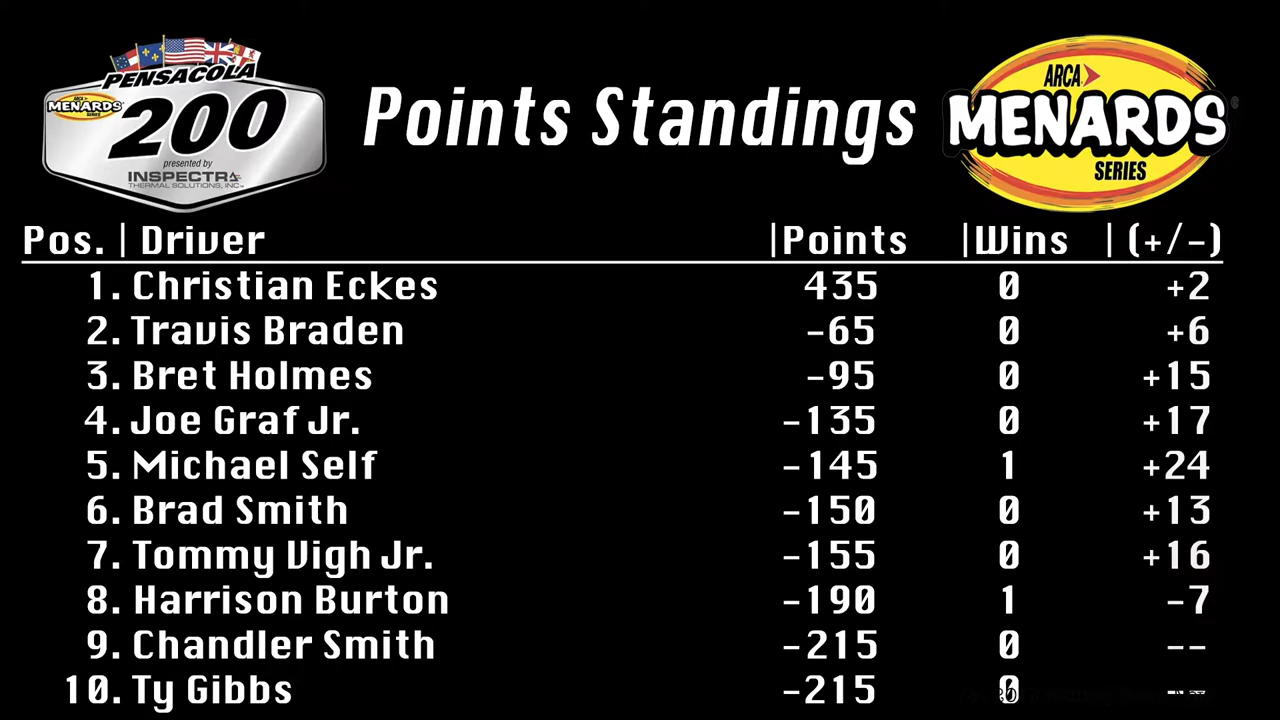 PENSACOLA
ARCA
MENARDS
SERIES
200
presented by
INSPECTRA
THERMAL SOLUTIONS, INC™
Points Standings
ARCA
MENARDS®
SERIES
Pos. | Driver |Points |Wins | (+/-)
1. Christian Eckes 435 0 +2
2. Travis Braden -65 0 +6
3. Bret Holmes -95 0 +15
4. Joe Graf Jr. -135 0 +17
5. Michael Self -145 1 +24
6. Brad Smith -150 0 +13
7. Tommy Vigh Jr. -155 0 +16
8. Harrison Burton -190 1 -7
9. Chandler Smith -215 0 --
10. Ty Gibbs -215 0 --